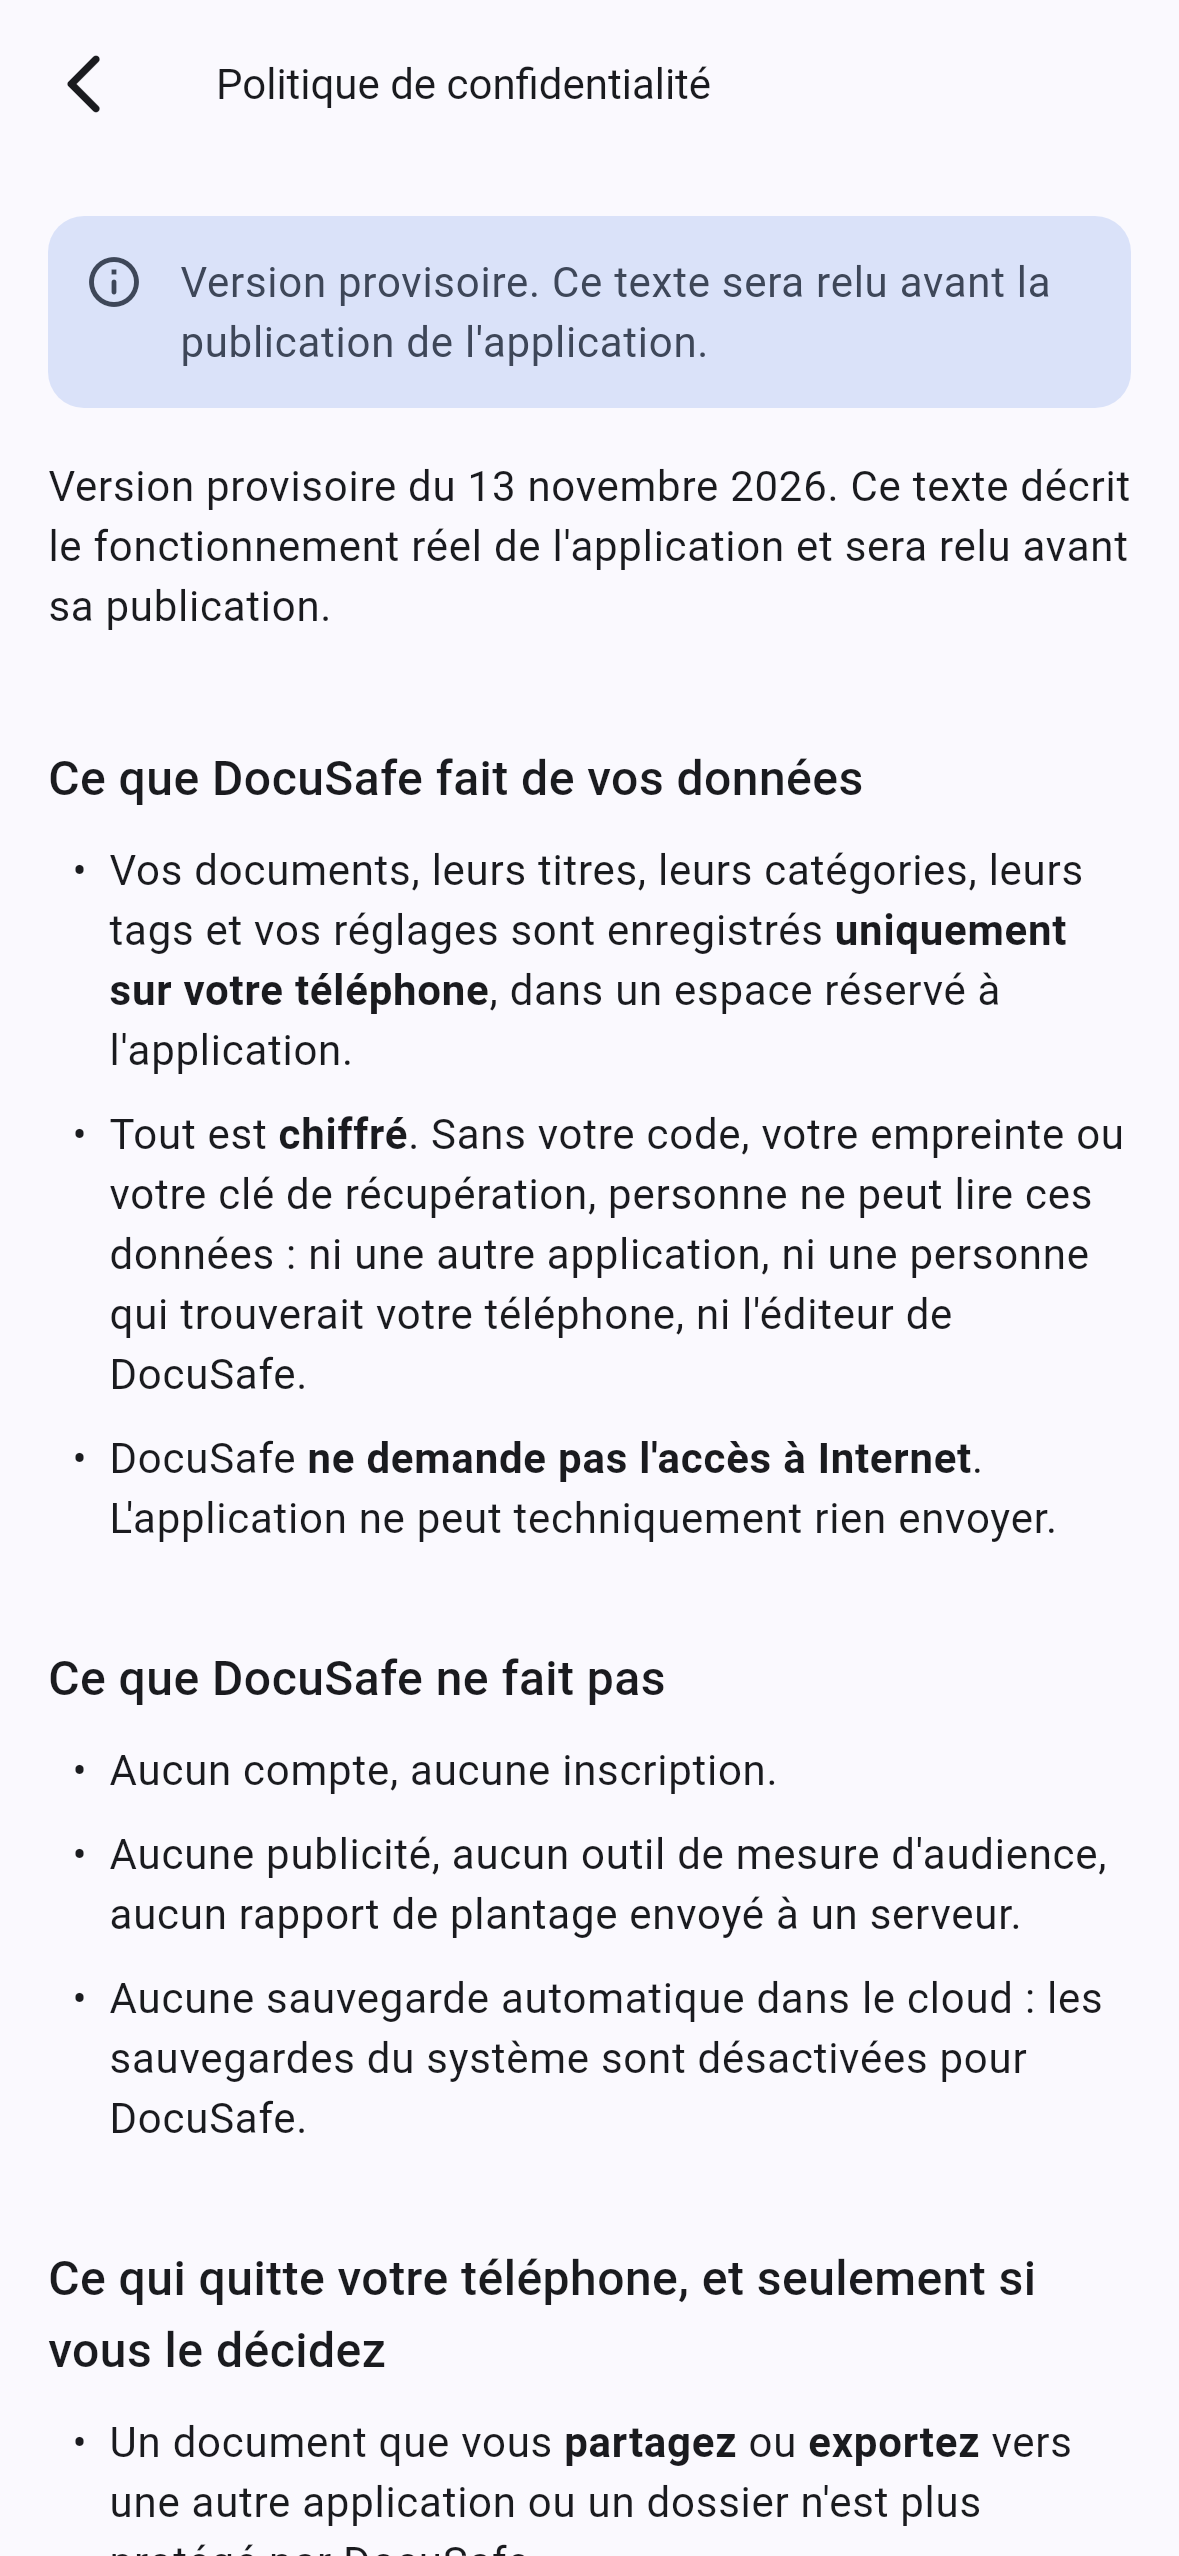 Politique de confidentialité
Version provisoire. Ce texte sera relu avant la
publication de l'application.
Version provisoire du 13 novembre 2026. Ce texte décrit
le fonctionnement réel de l'application et sera relu avant
sa publication.
Ce que DocuSafe fait de vos données
• Vos documents, leurs titres, leurs catégories, leurs
tags et vos réglages sont enregistrés uniquement
sur votre téléphone, dans un espace réservé à
l'application.
• Tout est chiffré. Sans votre code, votre empreinte ou
votre clé de récupération, personne ne peut lire ces
données : ni une autre application, ni une personne
qui trouverait votre téléphone, ni l'éditeur de
DocuSafe.
• DocuSafe ne demande pas l'accès à Internet.
L'application ne peut techniquement rien envoyer.
Ce que DocuSafe ne fait pas
• Aucun compte, aucune inscription.
• Aucune publicité, aucun outil de mesure d'audience,
aucun rapport de plantage envoyé à un serveur.
• Aucune sauvegarde automatique dans le cloud : les
sauvegardes du système sont désactivées pour
DocuSafe.
Ce qui quitte votre téléphone, et seulement si
vous le décidez
• Un document que vous partagez ou exportez vers
une autre application ou un dossier n'est plus
protégé par DocuSafe.